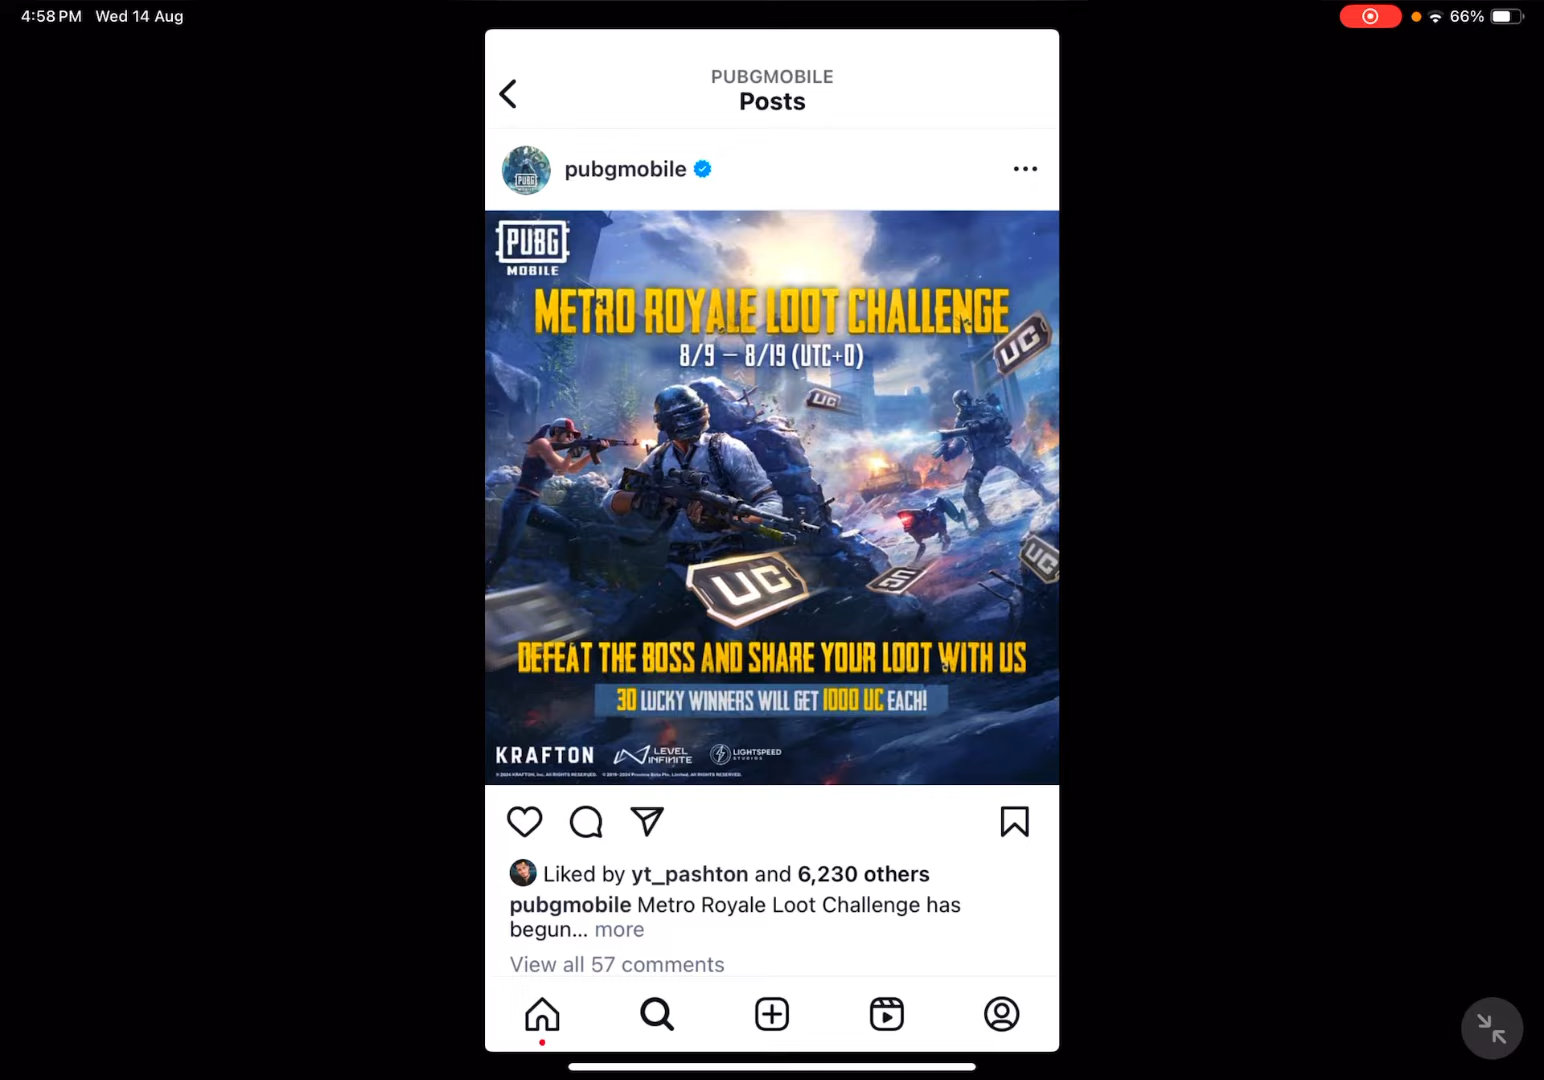 4:58 PM Wed 14 Aug
66%
PUBGMOBILE
Posts
pubgmobile
PUBG
MOBILE
METRO ROYALE LOOT CHALLENGE
8/9 – 8/19 (UTC+0)
UC
UC
UC
UC
UC
DEFEAT THE BOSS AND SHARE YOUR LOOT WITH US
30 LUCKY WINNERS WILL GET 1000 UC EACH!
KRAFTON LEVEL INFINITE LIGHTSPEED STUDIOS
Liked by yt_pashton and 6,230 others
pubgmobile Metro Royale Loot Challenge has
begun... more
View all 57 comments